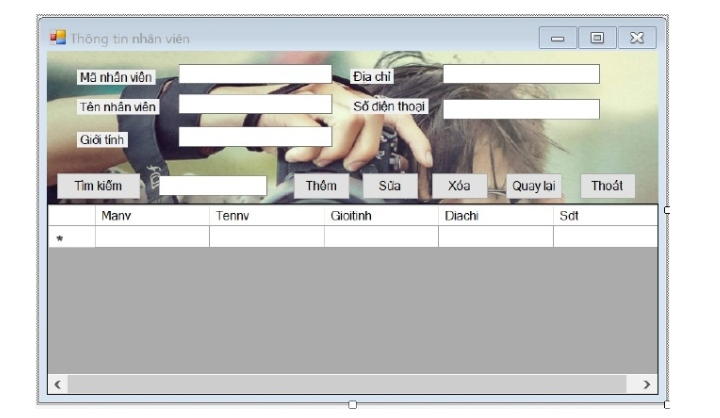 Thông tin nhân viên
Mã nhân viên
Địa chỉ
Tên nhân viên
Số điện thoại
Giới tính
Tìm kiếm Thêm Sửa Xóa Quay lại Thoát
Manv Tennv Gioitinh Diachi Sdt
*